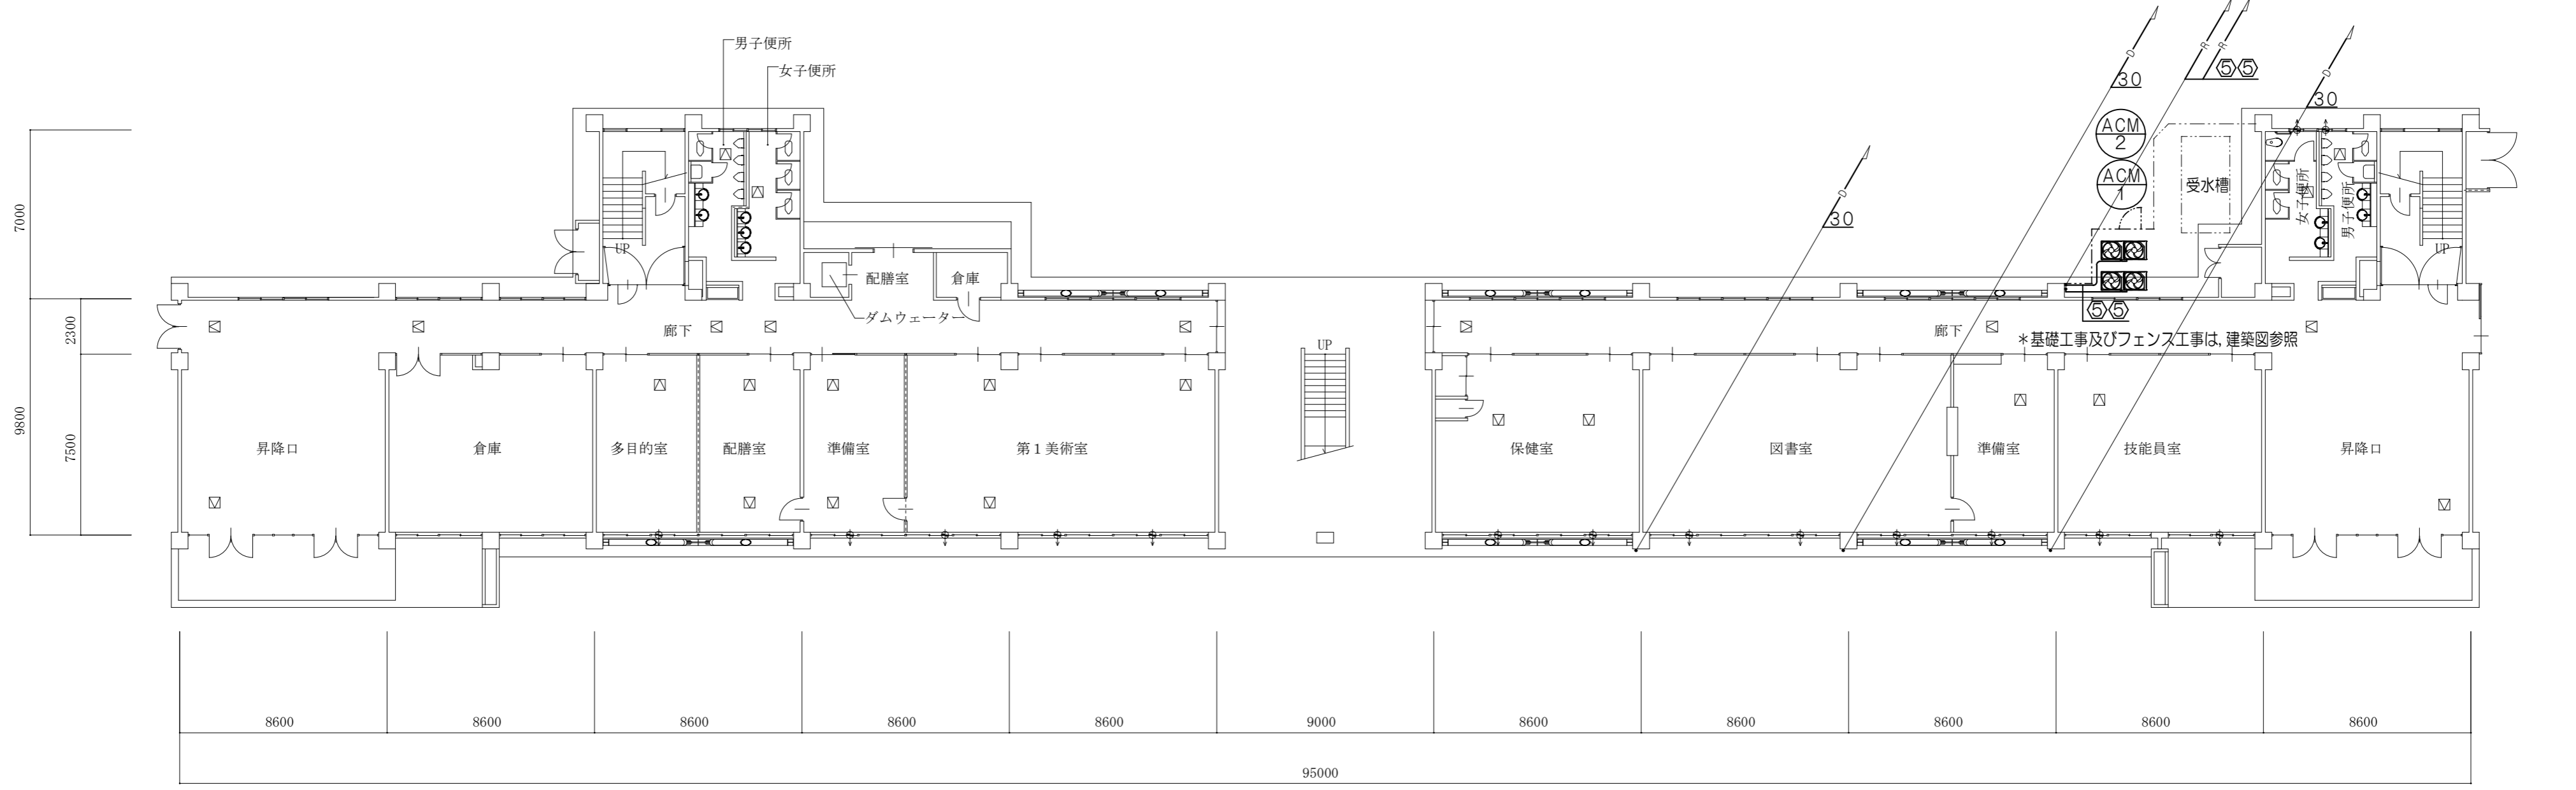 男子便所
女子便所
D
30
R
R
⑤⑤
D
30
ACM
2
ACM
1
受水槽
女子便所
男子便所
D
30
7000
UP
UP
配膳室
倉庫
ダムウェーター
⑤⑤
廊下
廊下
*基礎工事及びフェンス工事は,建築図参照
2300
UP
9800
7500
昇降口
倉庫
多目的室
配膳室
準備室
第1美術室
保健室
図書室
準備室
技能員室
昇降口
8600
8600
8600
8600
8600
9000
8600
8600
8600
8600
8600
95000